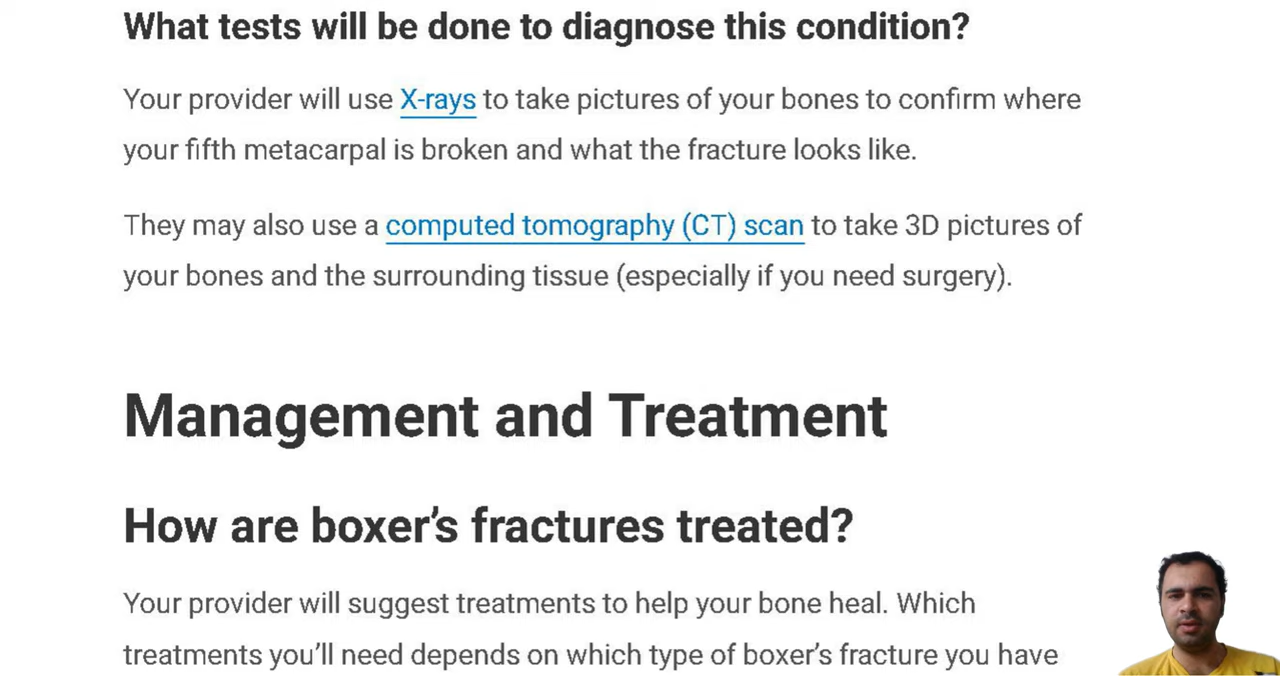 What tests will be done to diagnose this condition?
Your provider will use X-rays to take pictures of your bones to confirm where
your fifth metacarpal is broken and what the fracture looks like.
They may also use a computed tomography (CT) scan to take 3D pictures of
your bones and the surrounding tissue (especially if you need surgery).
Management and Treatment
How are boxer’s fractures treated?
Your provider will suggest treatments to help your bone heal. Which
treatments you’ll need depends on which type of boxer’s fracture you have